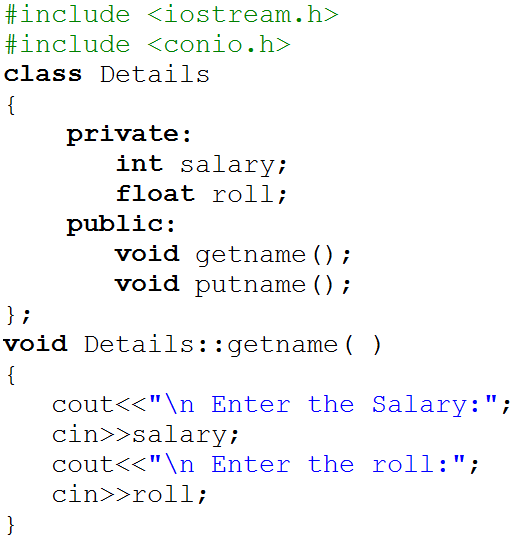 #include <iostream.h>
#include <conio.h>
class Details
{
    private:
       int salary;
       float roll;
    public:
       void getname();
       void putname();
};
void Details::getname( )
{
   cout<<"\n Enter the Salary:";
   cin>>salary;
   cout<<"\n Enter the roll:";
   cin>>roll;
}